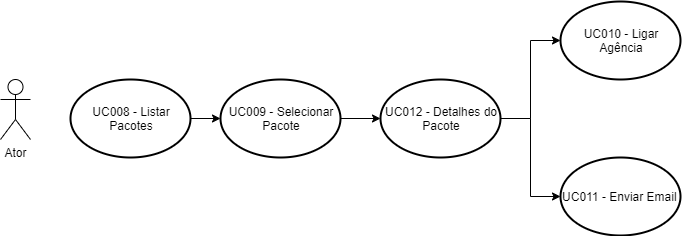 Ator
UC008 - Listar
Pacotes
UC009 - Selecionar
Pacote
UC012 - Detalhes do
Pacote
UC010 - Ligar
Agência
UC011 - Enviar Email